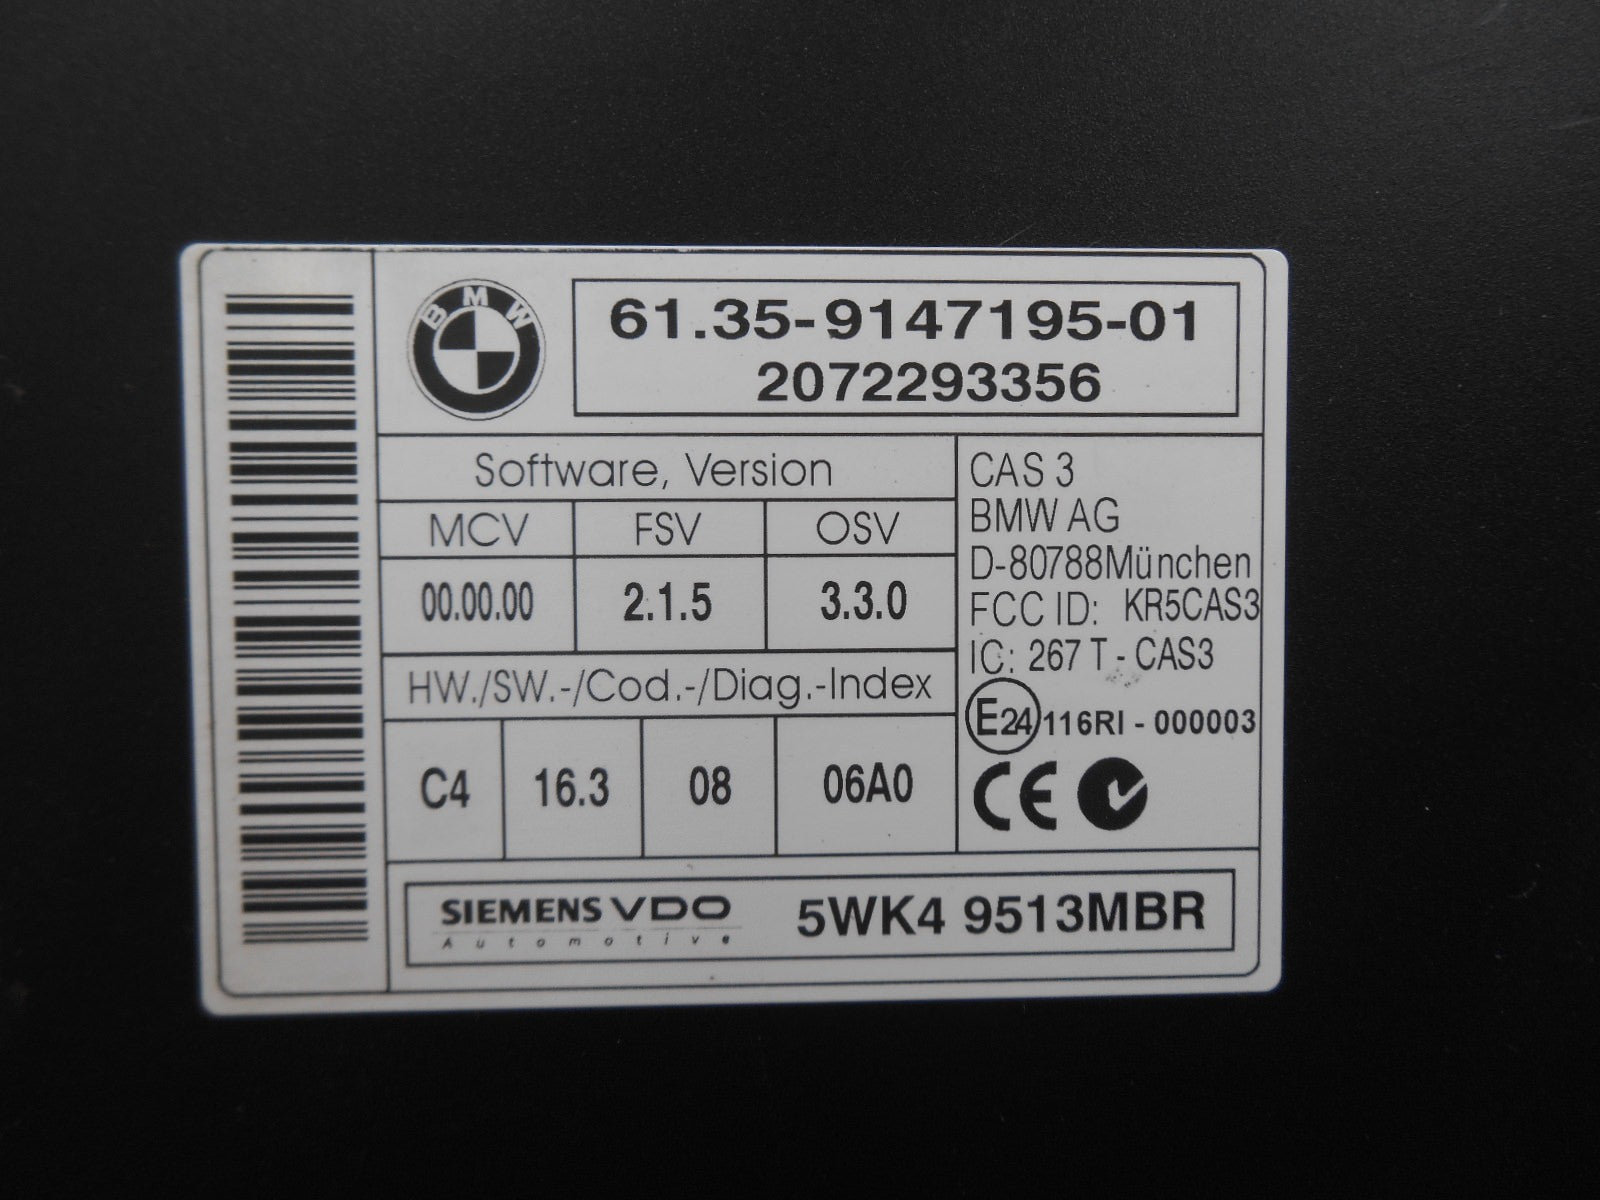 BMW
61.35-9147195-01
2072293356
Software, Version
MCV FSV OSV
00.00.00 2.1.5 3.3.0
HW./SW.-/Cod.-/Diag.-Index
C4 16.3 08 06A0
CAS 3
BMW AG
D-80788München
FCC ID: KR5CAS3
IC: 267 T - CAS3
E24 116RI - 000003
CE
SIEMENS VDO
Automotive
5WK4 9513MBR